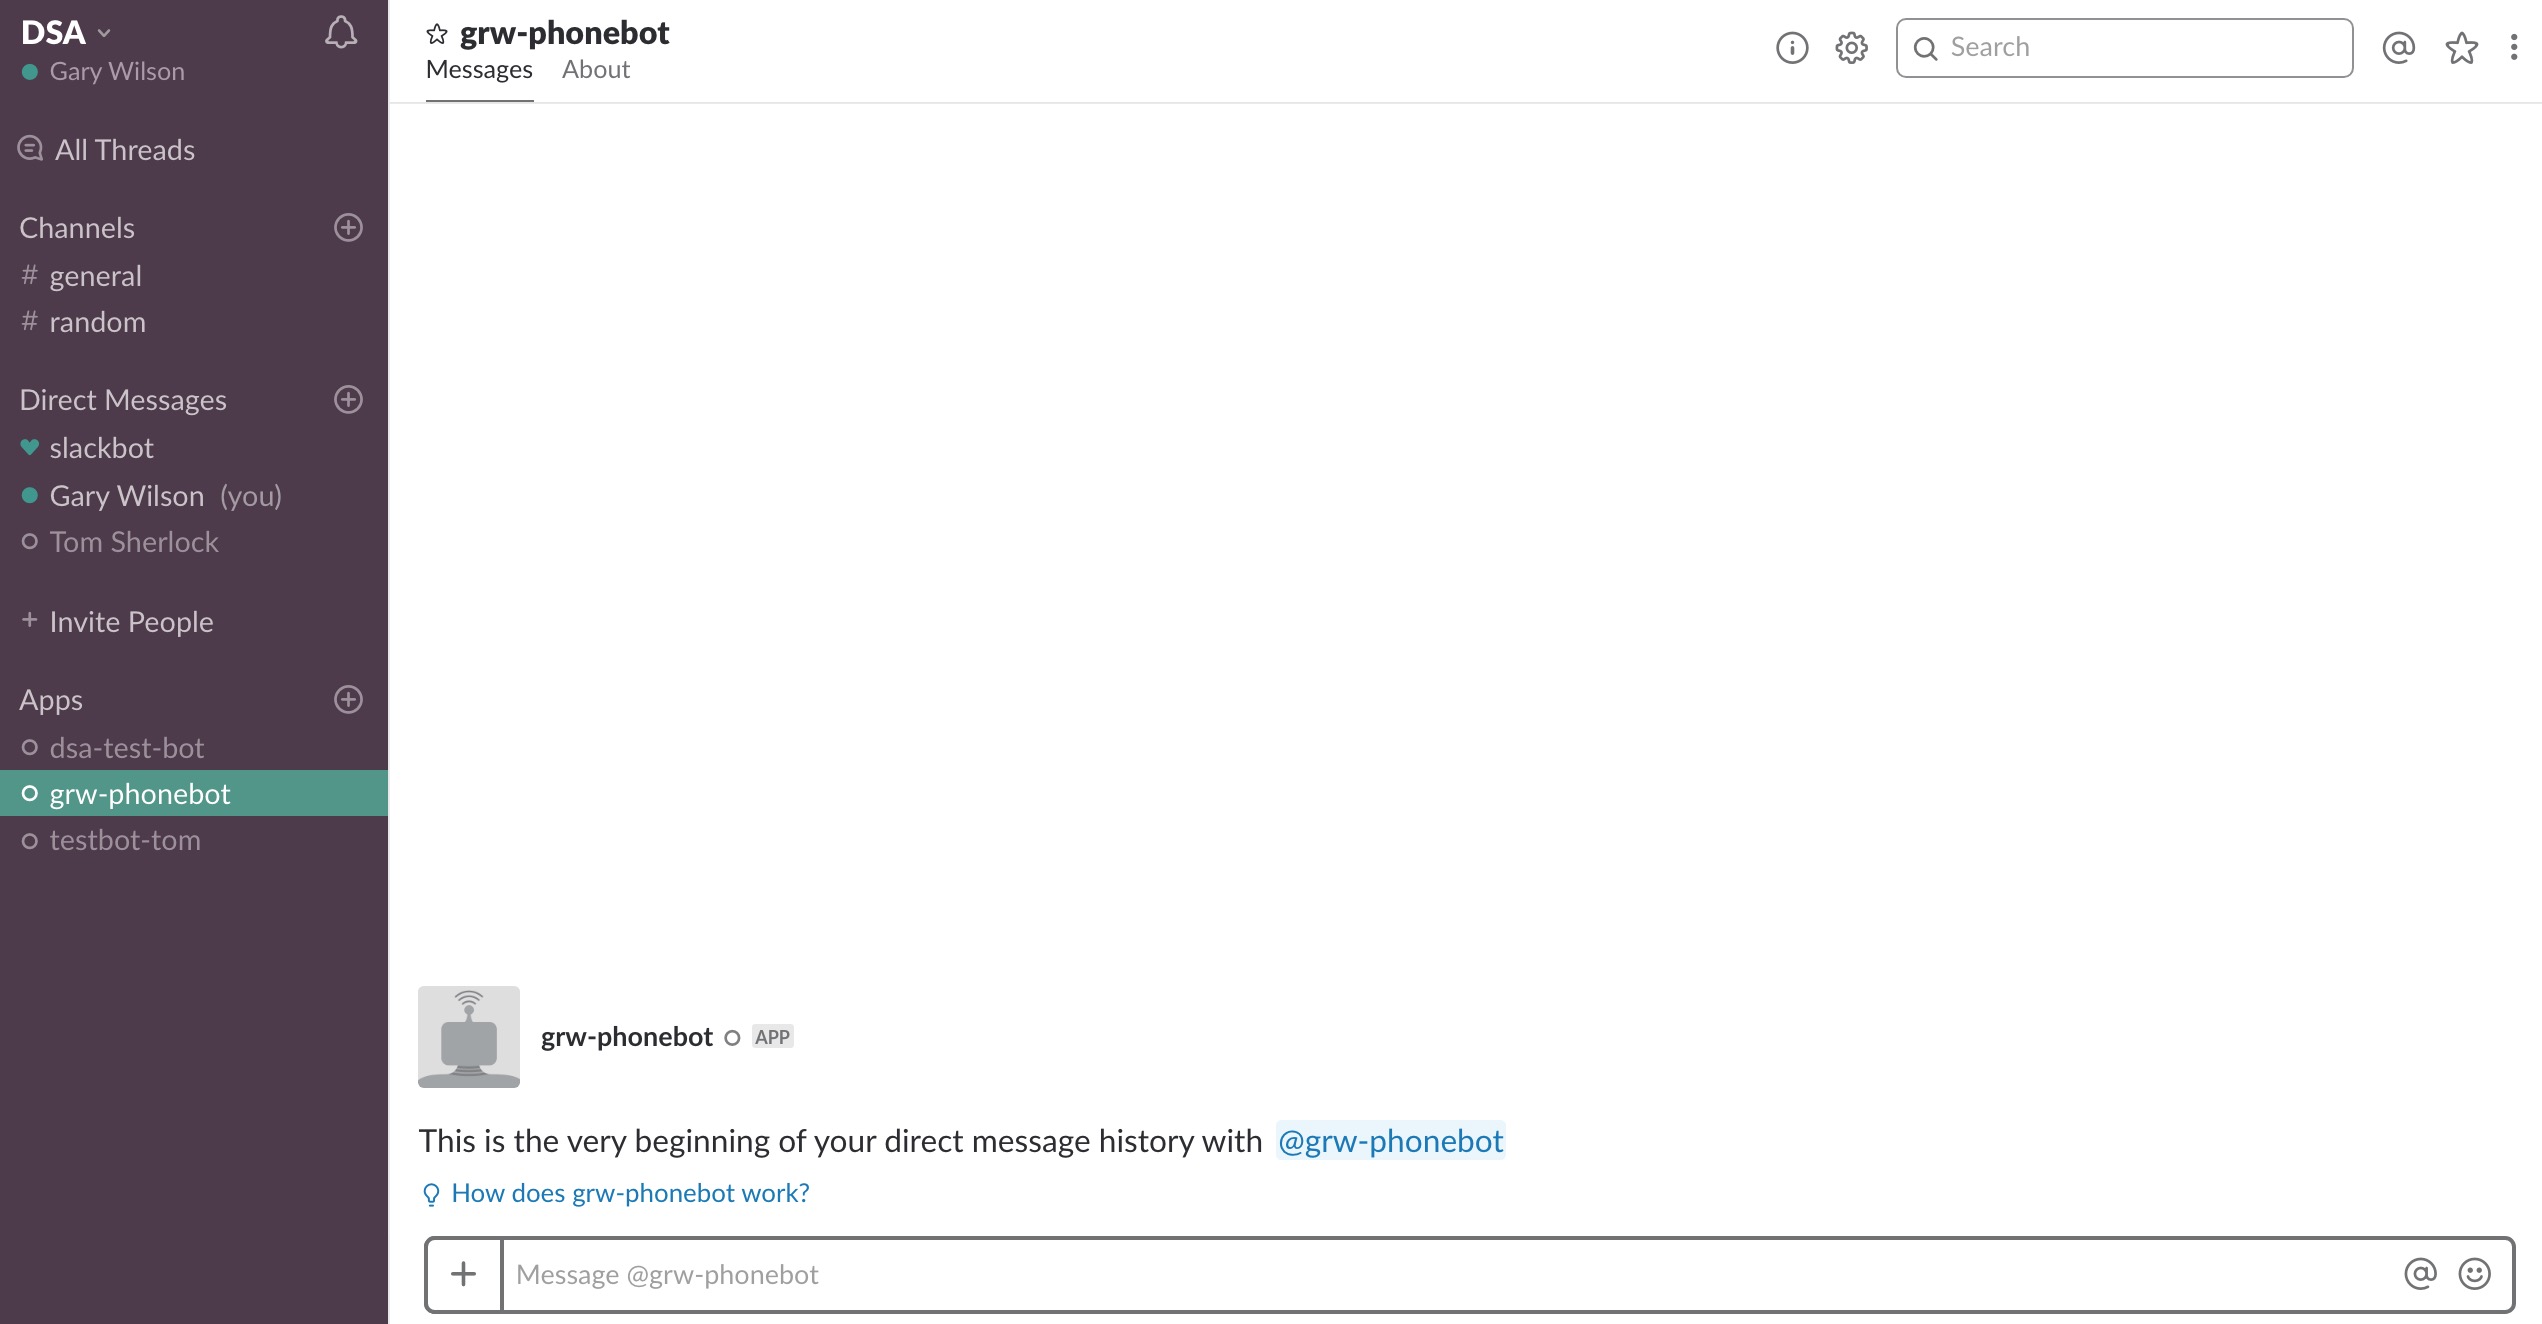 DSA
Gary Wilson
All Threads
Channels
# general
# random
Direct Messages
slackbot
Gary Wilson (you)
Tom Sherlock
+ Invite People
Apps
dsa-test-bot
grw-phonebot
testbot-tom
grw-phonebot
Messages About
Search
grw-phonebot APP
This is the very beginning of your direct message history with @grw-phonebot
How does grw-phonebot work?
Message @grw-phonebot